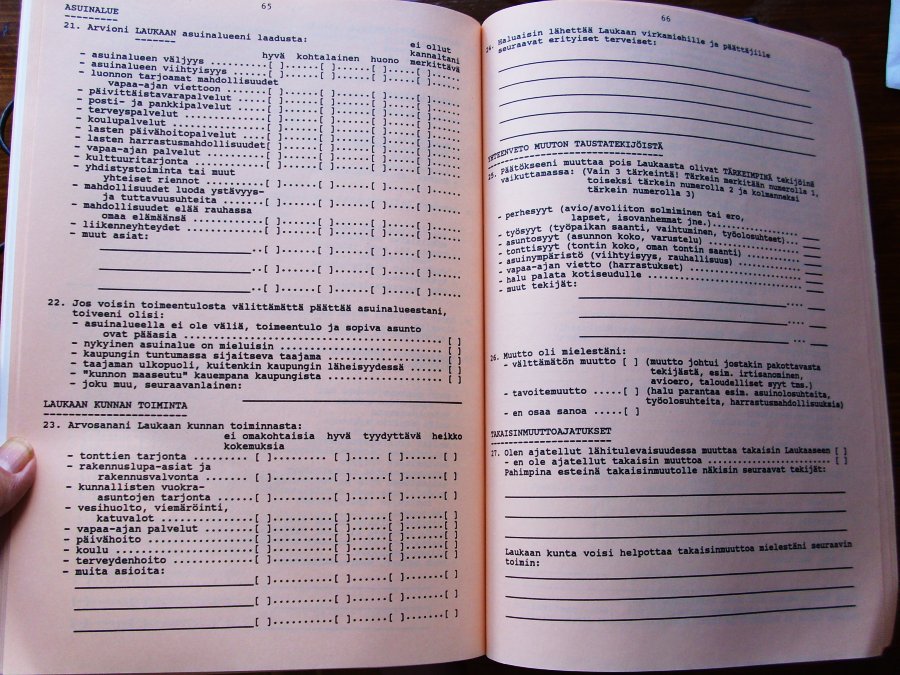 65
ASUINALUE
21. Arvioni LAUKAAN asuinalueeni laadusta:
ei ollut
hyvä kohtalainen huono kannaltani
merkittävä
- asuinalueen väljyys ........[ ]......[ ]......[ ].....[ ].....
- asuinalueen viihtyisyys ....[ ]......[ ]......[ ].....[ ].....
- luonnon tarjoamat mahdollisuudet
vapaa-ajan viettoon .......[ ]......[ ]......[ ].....[ ].....
- päivittäistavarapalvelut .....[ ]......[ ]......[ ].....[ ].....
- posti- ja pankkipalvelut .....[ ]......[ ]......[ ].....[ ].....
- terveyspalvelut ..............[ ]......[ ]......[ ].....[ ].....
- koulupalvelut ................[ ]......[ ]......[ ].....[ ].....
- lasten päivähoitopalvelut ....[ ]......[ ]......[ ].....[ ].....
- lasten harrastusmahdollisuudet[ ]......[ ]......[ ].....[ ].....
- vapaa-ajan palvelut ..........[ ]......[ ]......[ ].....[ ].....
- kulttuuritarjonta ............[ ]......[ ]......[ ].....[ ].....
- yhdistystoiminta tai muut
yhteiset riennot ..........[ ]......[ ]......[ ].....[ ].....
- mahdollisuudet luoda ystävyys-
ja tuttavuussuhteita ......[ ]......[ ]......[ ].....[ ].....
- mahdollisuudet elää rauhassa
omaa elämäänsä ............[ ]......[ ]......[ ].....[ ].....
- liikenneyhteydet .............[ ]......[ ]......[ ].....[ ].....
- muut asiat:
..[ ]......[ ]......[ ].....[ ].....
..[ ]......[ ]......[ ].....[ ].....
..[ ]......[ ]......[ ].....[ ].....
22. Jos voisin toimeentulosta välittämättä päättää asuinalueestani,
toiveeni olisi:
- asuinalueella ei ole väliä, toimeentulo ja sopiva asunto
ovat pääasia ........................................ [ ]
- nykyinen asuinalue on mieluisin ......................... [ ]
- kaupungin tuntumassa sijaitseva taajama ................. [ ]
- taajaman ulkopuoli, kuitenkin kaupungin läheisyydessä ... [ ]
- "kunnon maaseutu" kauempana kaupungista ................. [ ]
- joku muu, seuraavanlainen:
LAUKAAN KUNNAN TOIMINTA
23. Arvosanani Laukaan kunnan toiminnasta:
ei omakohtaisia hyvä tyydyttävä heikko
kokemuksia
- tonttien tarjonta ............[ ]..........[ ].....[ ]......[ ]
- rakennuslupa-asiat ja
rakennusvalvonta ....... [ ]..........[ ].....[ ]......[ ]
- kunnallisten vuokra-
asuntojen tarjonta ......[ ]..........[ ].....[ ]......[ ]
- vesihuolto, viemäröinti,
katuvalot ...............[ ]..........[ ].....[ ]......[ ]
- vapaa-ajan palvelut .........[ ]..........[ ].....[ ]......[ ]
- päivähoito ..................[ ]..........[ ].....[ ]......[ ]
- koulu .......................[ ]..........[ ].....[ ]......[ ]
- terveydenhoito ..............[ ]..........[ ].....[ ]......[ ]
- muita asioita:
[ ]..........[ ].....[ ]......[ ]
[ ]..........[ ].....[ ]......[ ]
[ ]..........[ ].....[ ]......[ ]
66
Haluaisin lähettää Laukaan virkamiehille ja päättäjille
seuraavat erityiset terveiset:
YHTEENVETO MUUTON TAUSTATEKIJÖISTÄ
25. Päätökseeni muuttaa pois Laukaasta olivat TÄRKEIMPINÄ tekijöinä
vaikuttamassa: (Vain 3 tärkeintä! Tärkein merkitään numerolla 1,
toiseksi tärkein numerolla 2 ja kolmanneksi
tärkein numerolla 3)
- perhesyyt (avio/avoliiton solmiminen tai ero,
lapset, isovanhemmat jne.)...................
- työsyyt (työpaikan saanti, vaihtuminen, työolosuhteet)...
- asuntosyyt (asunnon koko, varustelu) ...................
- tonttisyyt (tontin koko, oman tontin saanti) ...........
- asuinympäristö (viihtyisyys, rauhallisuus) .............
- vapaa-ajan vietto (harrastukset) .......................
- halu palata kotiseudulle ...............................
- muut tekijät:
....
....
...
26. Muutto oli mielestäni:
- välttämätön muutto [ ] (muutto johtui jostakin pakottavasta
tekijästä, esim. irtisanominen,
avioero, taloudelliset syyt tms.)
- tavoitemuutto .....[ ] (halu parantaa esim. asuinolosuhteita,
työolosuhteita, harrastusmahdollisuuksia)
- en osaa sanoa .....[ ]
TAKAISINMUUTTOAJATUKSET
27. Olen ajatellut lähitulevaisuudessa muuttaa takaisin Laukaaseen [ ]
- en ole ajatellut takaisin muuttoa ...................... [ ]
Pahimpina esteinä takaisinmuutolle näkisin seuraavat tekijät:
Laukaan kunta voisi helpottaa takaisinmuuttoa mielestäni seuraavin
toimin: